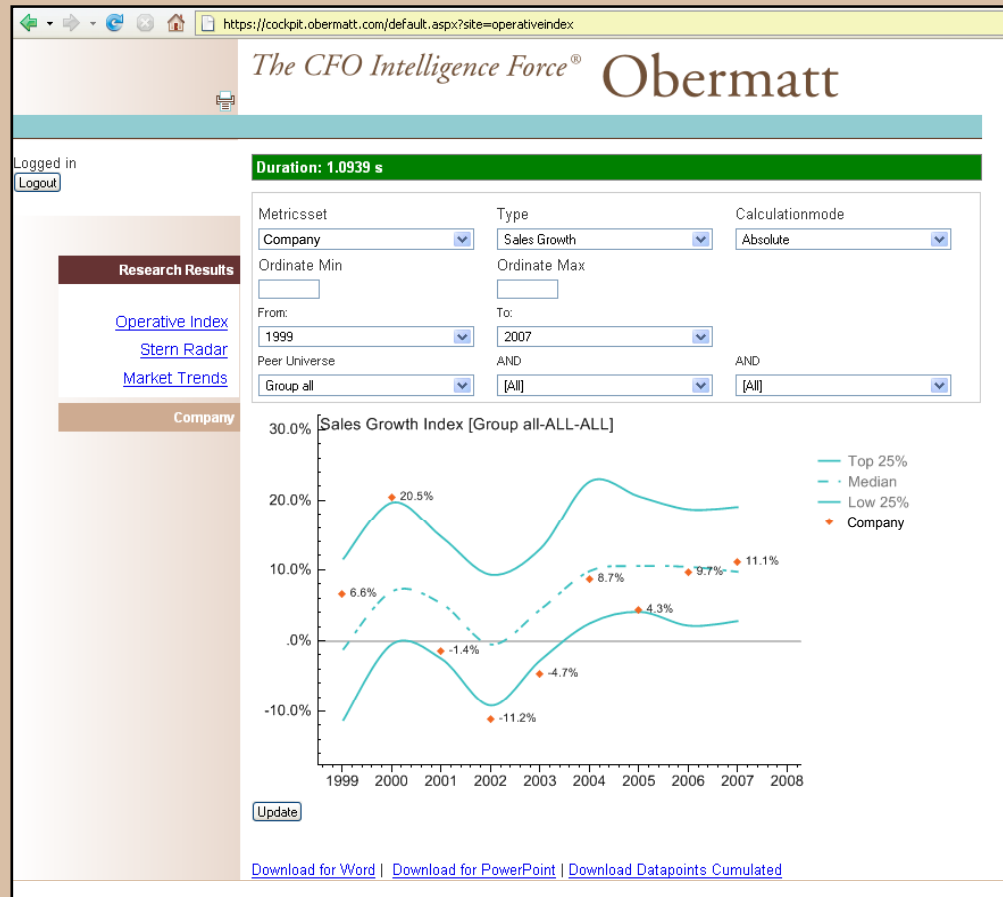 https://cockpit.obermatt.com/default.aspx?site=operativeindex
The CFO Intelligence Force® Obermatt
Logged in
Logout
Duration: 1.0939 s
Metricsset Type Calculationmode
Company Sales Growth Absolute
Ordinate Min Ordinate Max
From: To:
1999 2007
Peer Universe AND AND
Group all [All] [All]
Research Results
Operative Index
Stern Radar
Market Trends
Company
Sales Growth Index [Group all-ALL-ALL]
30.0%
20.0%
10.0%
.0%
-10.0%
6.6%
20.5%
-1.4%
-11.2%
-4.7%
8.7%
4.3%
9.7%
11.1%
1999 2000 2001 2002 2003 2004 2005 2006 2007 2008
Top 25%
Median
Low 25%
Company
Update
Download for Word | Download for PowerPoint | Download Datapoints Cumulated